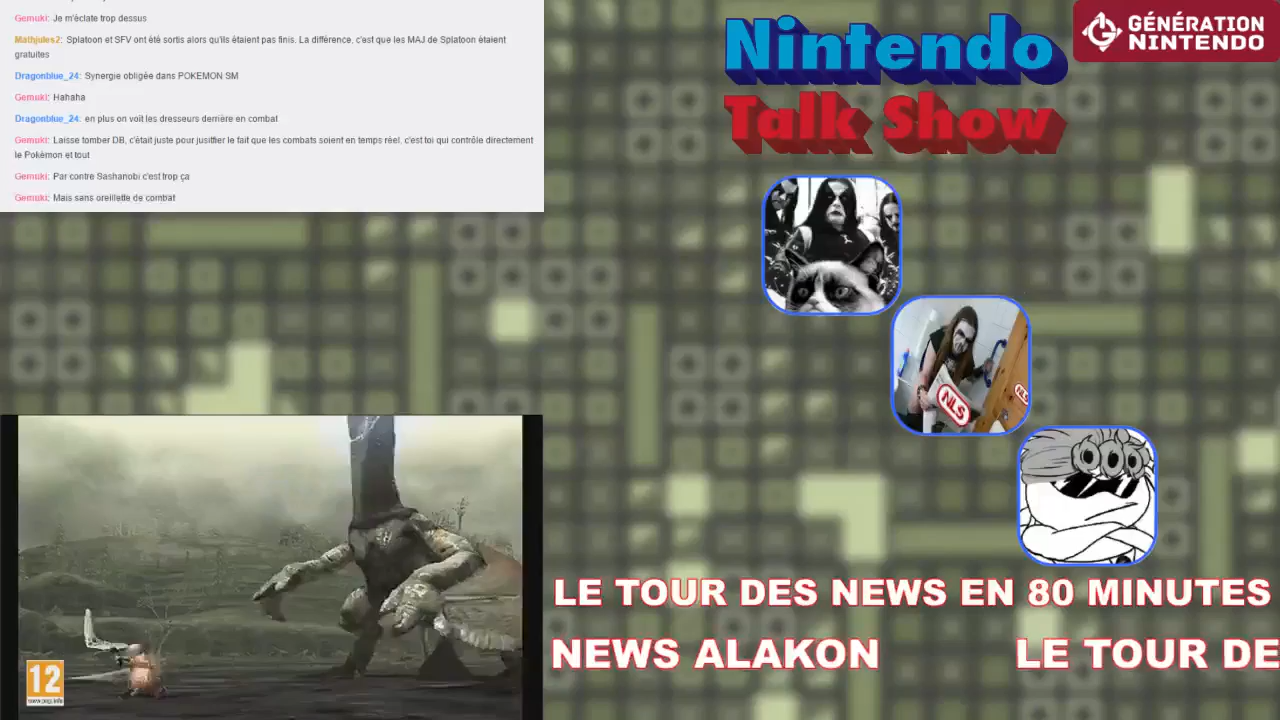 Gemuki: Je m'éclate trop dessus
Mathjules2: Splatoon et SFV ont été sortis alors qu'ils étaient pas finis. La différence, c'est que les MAJ de Splatoon étaient
gratuites
Dragonblue_24: Synergie obligée dans POKEMON SM
Gemuki: Hahaha
Dragonblue_24: en plus on voit les dresseurs derrière en combat
Gemuki: Laisse tomber DB, c'était juste pour jusitfier le fait que les combats soient en temps réel, c'est toi qui contrôle directement
le Pokémon et tout
Gemuki: Par contre Sashanobi c'est trop ça
Gemuki: Mais sans oreillette de combat
Nintendo
Talk Show
GÉNÉRATION
NINTENDO
NLS
NLS
LE TOUR DES NEWS EN 80 MINUTES
NEWS ALAKON LE TOUR DE
12
www.pegi.info